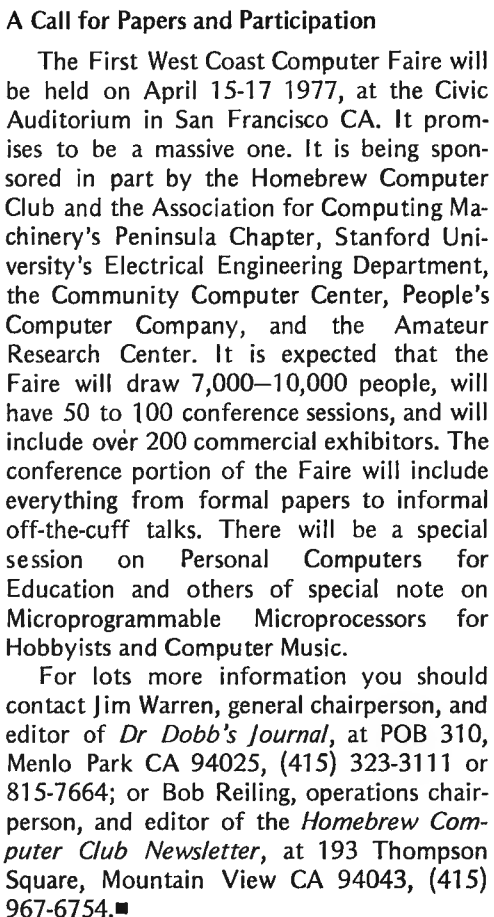 A Call for Papers and Participation
The First West Coast Computer Faire will
be held on April 15-17 1977, at the Civic
Auditorium in San Francisco CA. It prom-
ises to be a massive one. It is being spon-
sored in part by the Homebrew Computer
Club and the Association for Computing Ma-
chinery's Peninsula Chapter, Stanford Uni-
versity's Electrical Engineering Department,
the Community Computer Center, People's
Computer Company, and the Amateur
Research Center. It is expected that the
Faire will draw 7,000–10,000 people, will
have 50 to 100 conference sessions, and will
include over 200 commercial exhibitors. The
conference portion of the Faire will include
everything from formal papers to informal
off-the-cuff talks. There will be a special
session on Personal Computers for
Education and others of special note on
Microprogrammable Microprocessors for
Hobbyists and Computer Music.
For lots more information you should
contact Jim Warren, general chairperson, and
editor of Dr Dobb's Journal, at POB 310,
Menlo Park CA 94025, (415) 323-3111 or
815-7664; or Bob Reiling, operations chair-
person, and editor of the Homebrew Com-
puter Club Newsletter, at 193 Thompson
Square, Mountain View CA 94043, (415)
967-6754.■